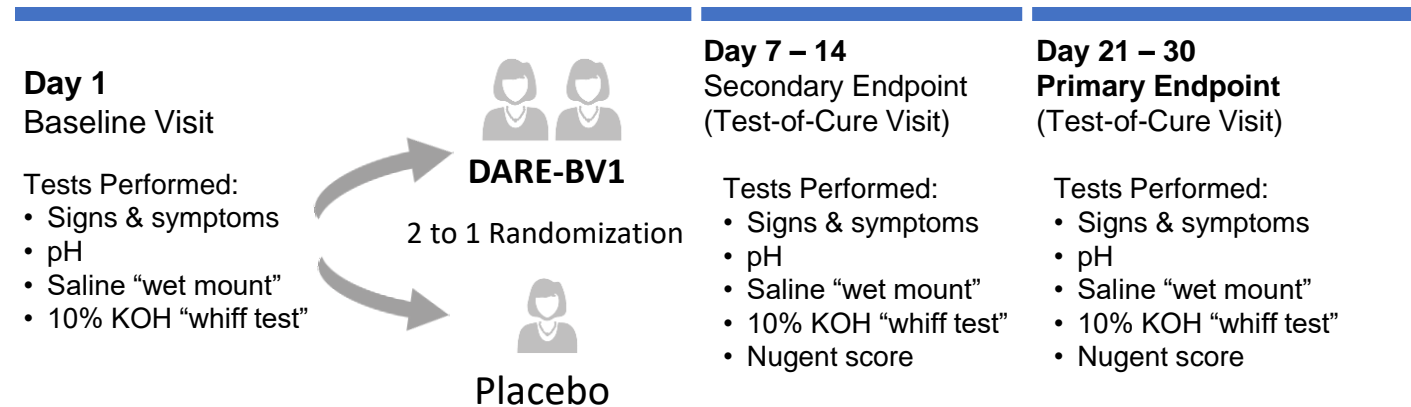 Day 1
Baseline Visit
Tests Performed:
• Signs & symptoms
• pH
• Saline “wet mount”
• 10% KOH “whiff test”
DARE-BV1
2 to 1 Randomization
Placebo
Day 7 – 14
Secondary Endpoint
(Test-of-Cure Visit)
Tests Performed:
• Signs & symptoms
• pH
• Saline “wet mount”
• 10% KOH “whiff test”
• Nugent score
Day 21 – 30
Primary Endpoint
(Test-of-Cure Visit)
Tests Performed:
• Signs & symptoms
• pH
• Saline “wet mount”
• 10% KOH “whiff test”
• Nugent score